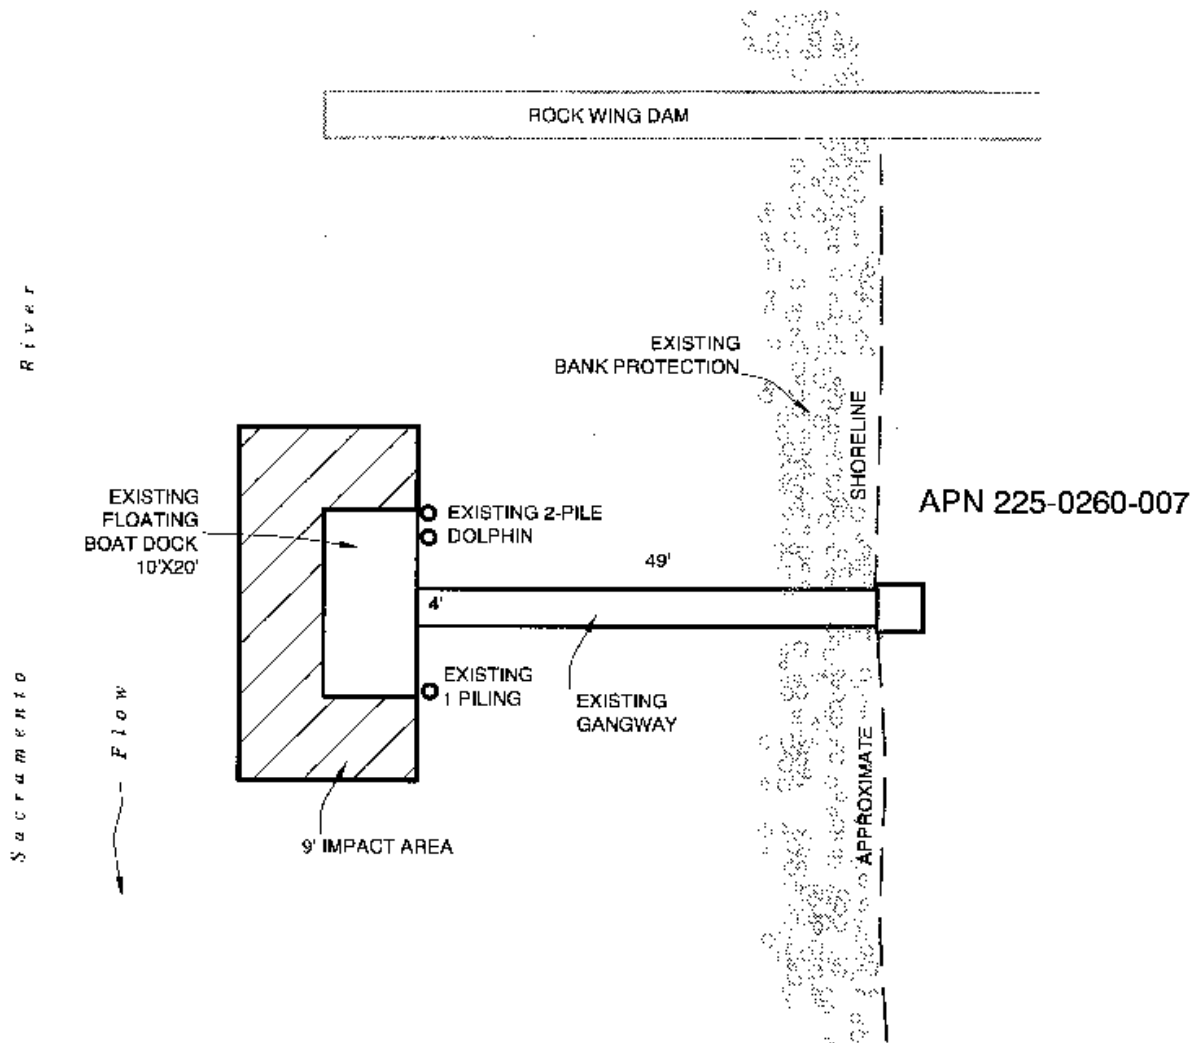 ROCK WING DAM
River
EXISTING
BANK PROTECTION
SHORELINE
APN 225-0260-007
EXISTING
FLOATING
BOAT DOCK
10'X20'
EXISTING 2-PILE
DOLPHIN
49'
4'
EXISTING
1 PILING
EXISTING
GANGWAY
Sacramento
Flow
APPROXIMATE
9' IMPACT AREA